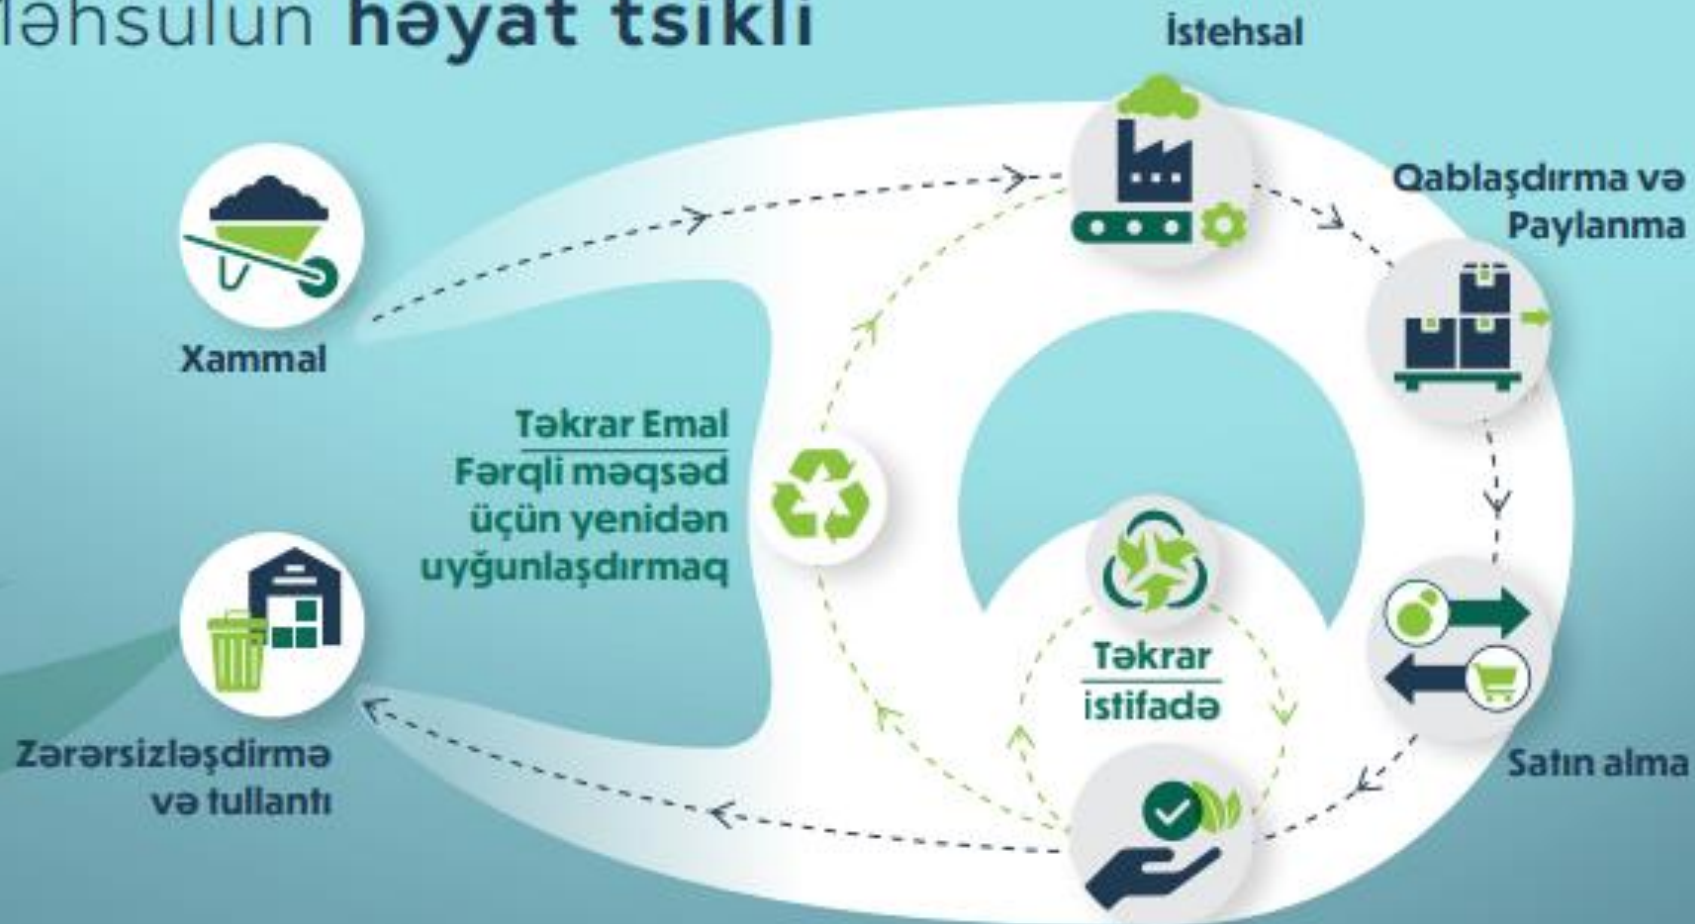 Məhsulun həyat tsikli
İstehsal
Qablaşdırma və
Paylanma
Xammal
Təkrar Emal
Fərqli məqsəd
üçün yenidən
uyğunlaşdırmaq
Təkrar
istifadə
Zərərsizləşdirmə
və tullantı
Satın alma